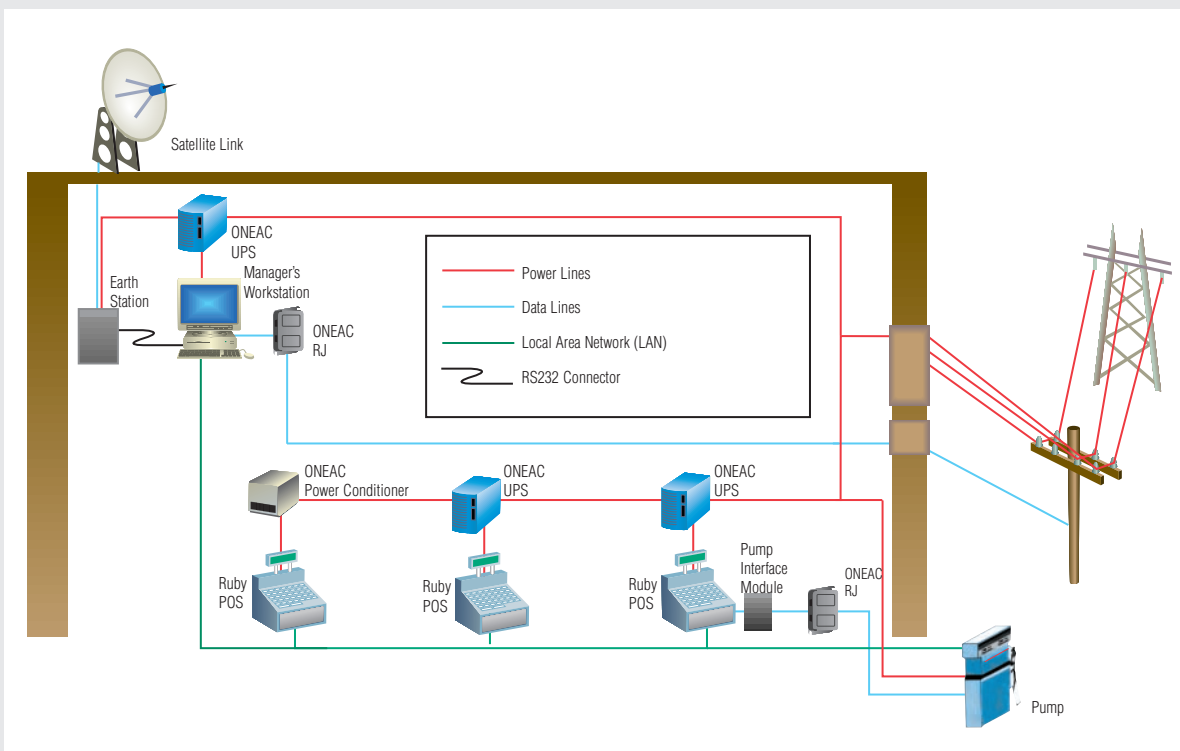 Satellite Link
ONEAC
UPS
Earth
Station
Manager's
Workstation
ONEAC
RJ
Power Lines
Data Lines
Local Area Network (LAN)
RS232 Connector
ONEAC
Power Conditioner
ONEAC
UPS
ONEAC
UPS
Ruby
POS
Ruby
POS
Ruby
POS
Pump
Interface
Module
ONEAC
RJ
Pump